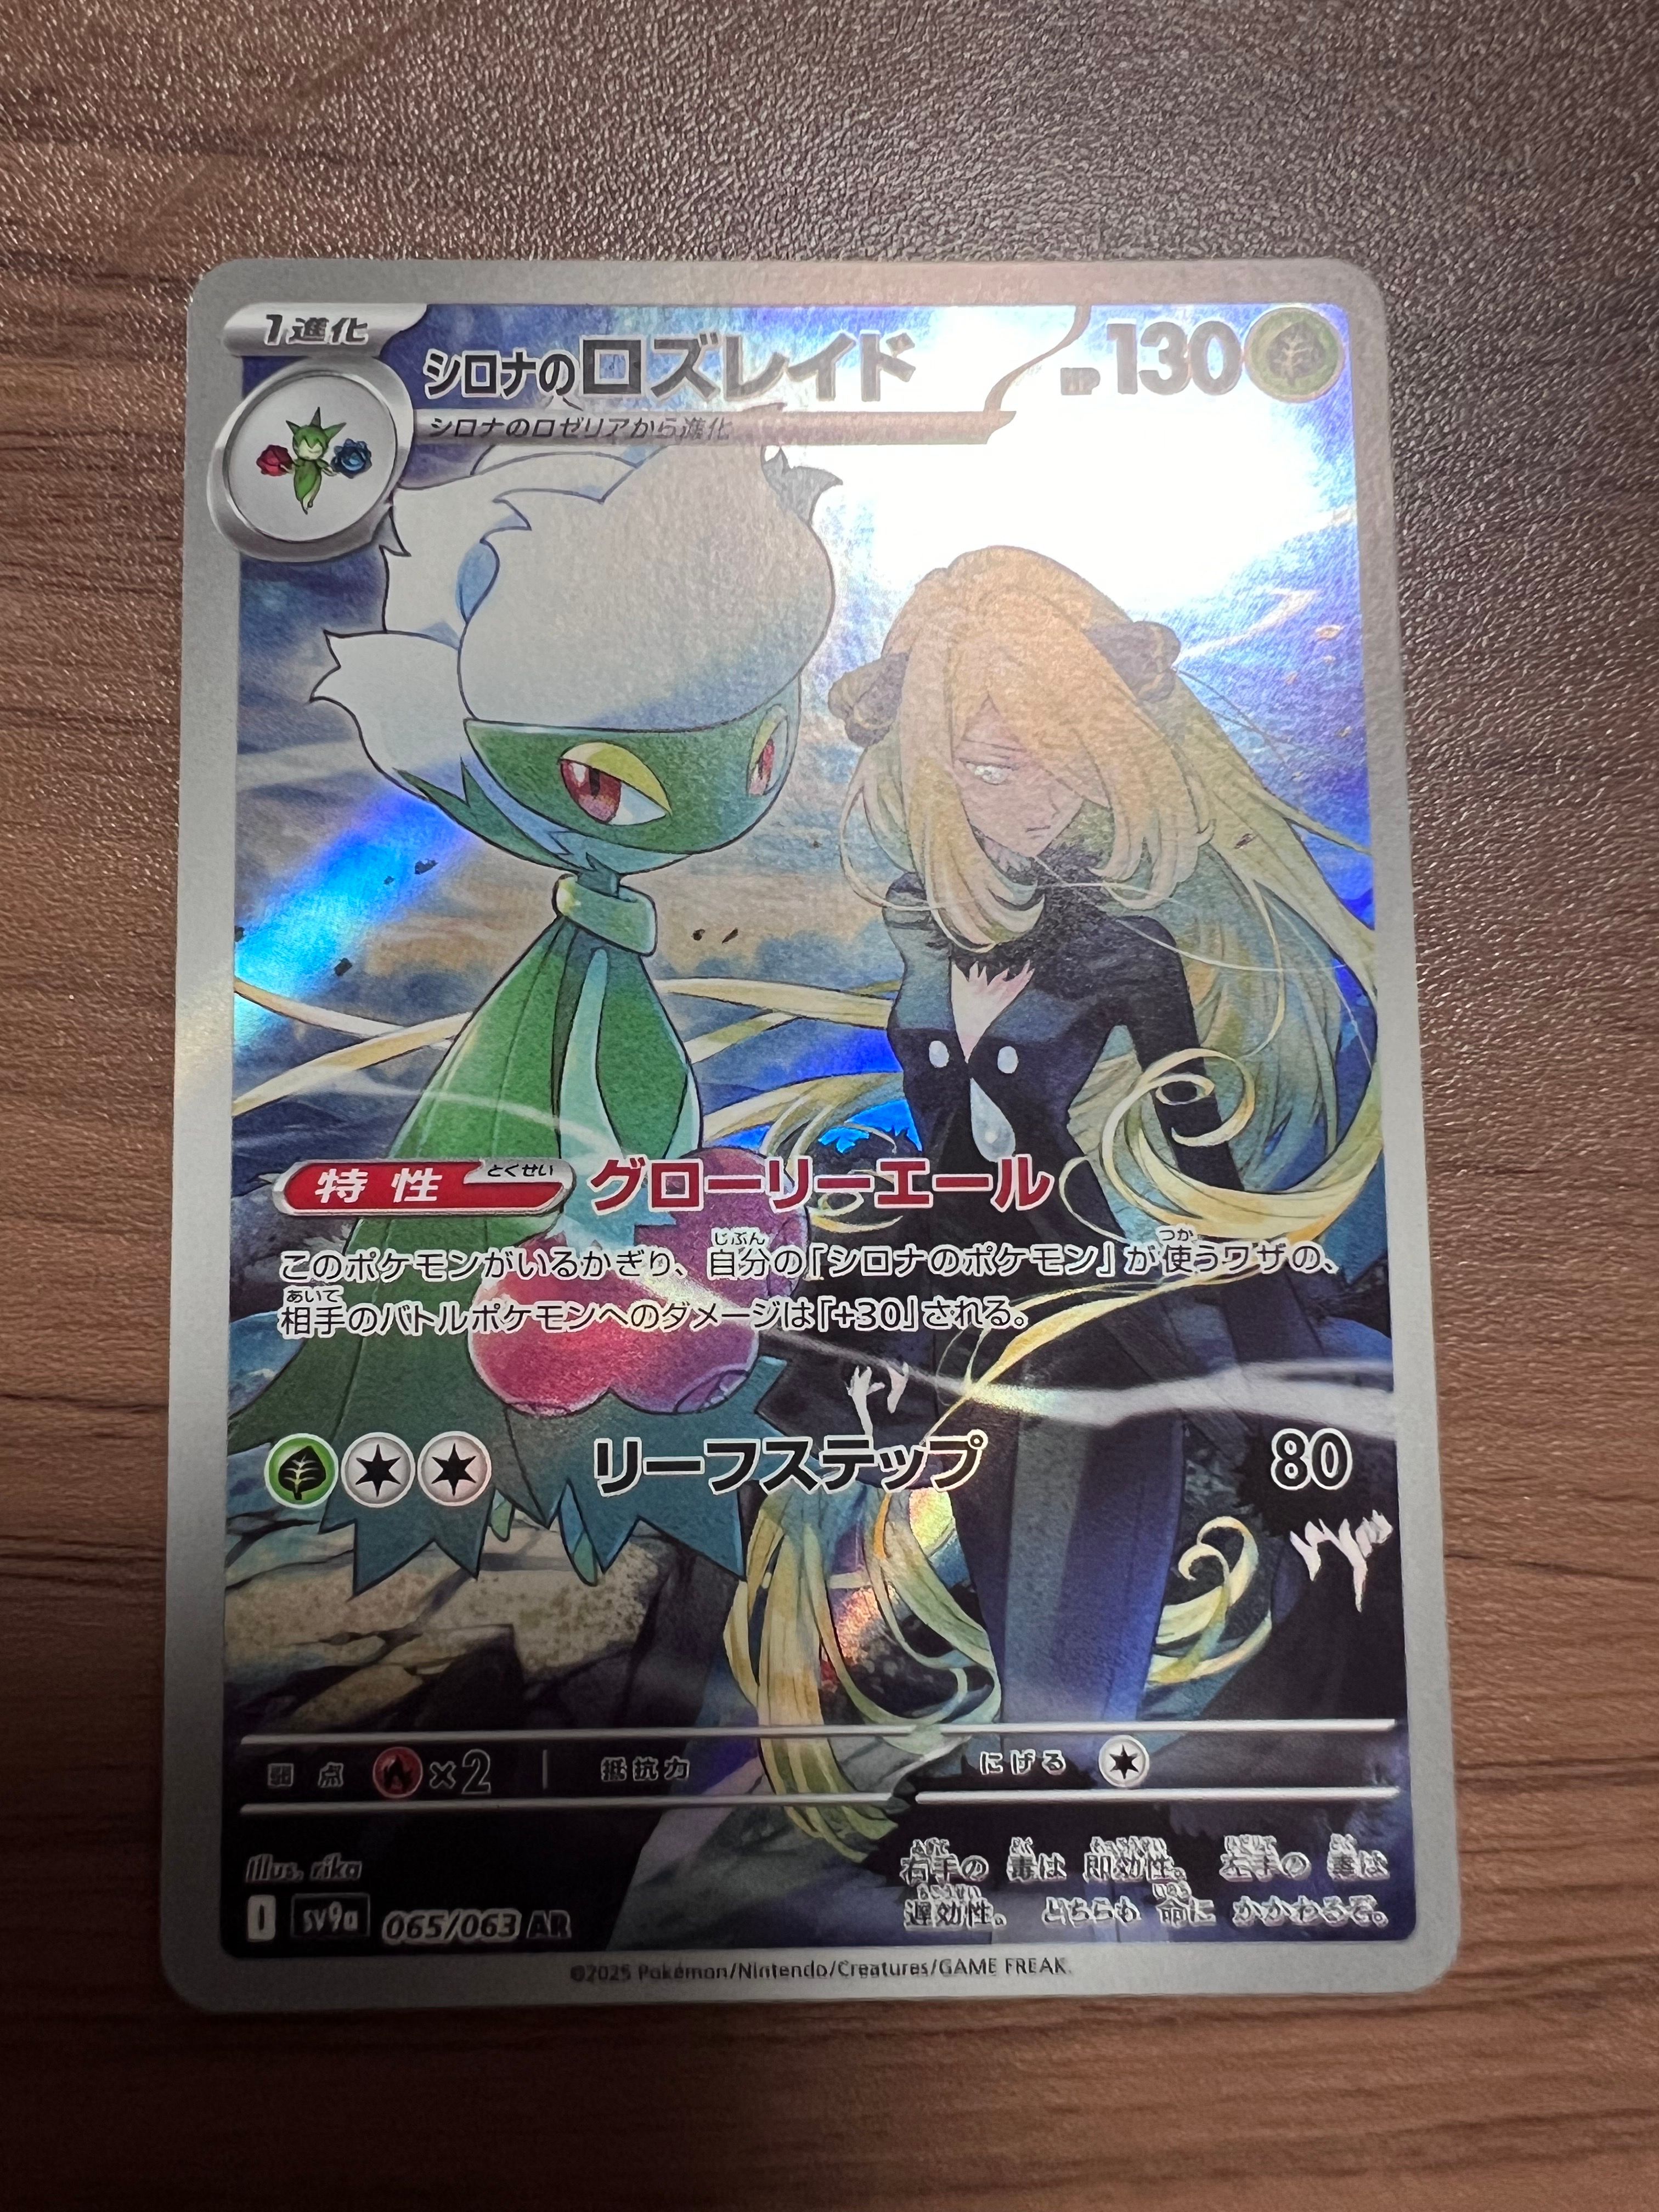 1進化
シロナのロズレイド
HP 130
シロナのロゼリアから進化
特性 とくせい グローリーエール
じぶん つか
このポケモンがいるかぎり、自分の「シロナのポケモン」が使うワザの、
あいて
相手のバトルポケモンへのダメージは「+30」される。
リーフステップ 80
弱点 ×2 抵抗力 にげる
Illus. rika
右手の 毒は 即効性。 左手の 毒は
遅効性。 どちらも 命に かかわるぞ。
I sv9a 065/063 AR
©2025 Pokémon/Nintendo/Creatures/GAME FREAK.